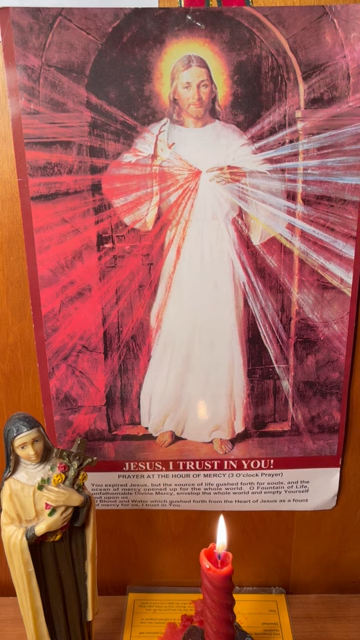 JESUS, I TRUST IN YOU!
PRAYER AT THE HOUR OF MERCY (3 O'clock Prayer)
You expired Jesus, but the source of life gushed forth for souls, and the
ocean of mercy opened up for the whole world. O Fountain of Life,
unfathomable Divine Mercy, envelop the whole world and empty Yourself
out upon us.
Blood and Water which gushed forth from the Heart of Jesus as a fount
of mercy for us, I trust in You.